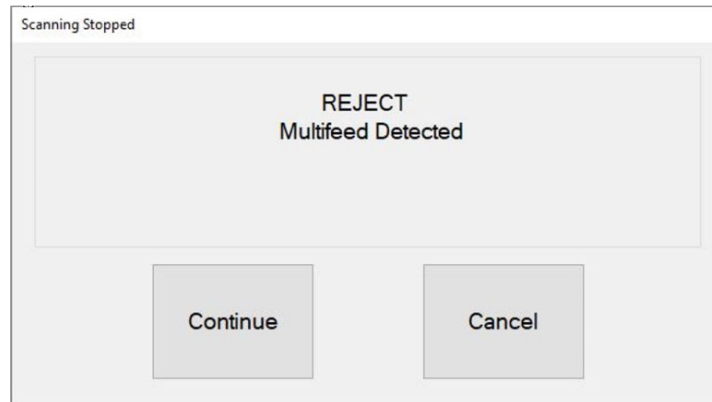 Scanning Stopped
REJECT
Multifeed Detected
Continue
Cancel